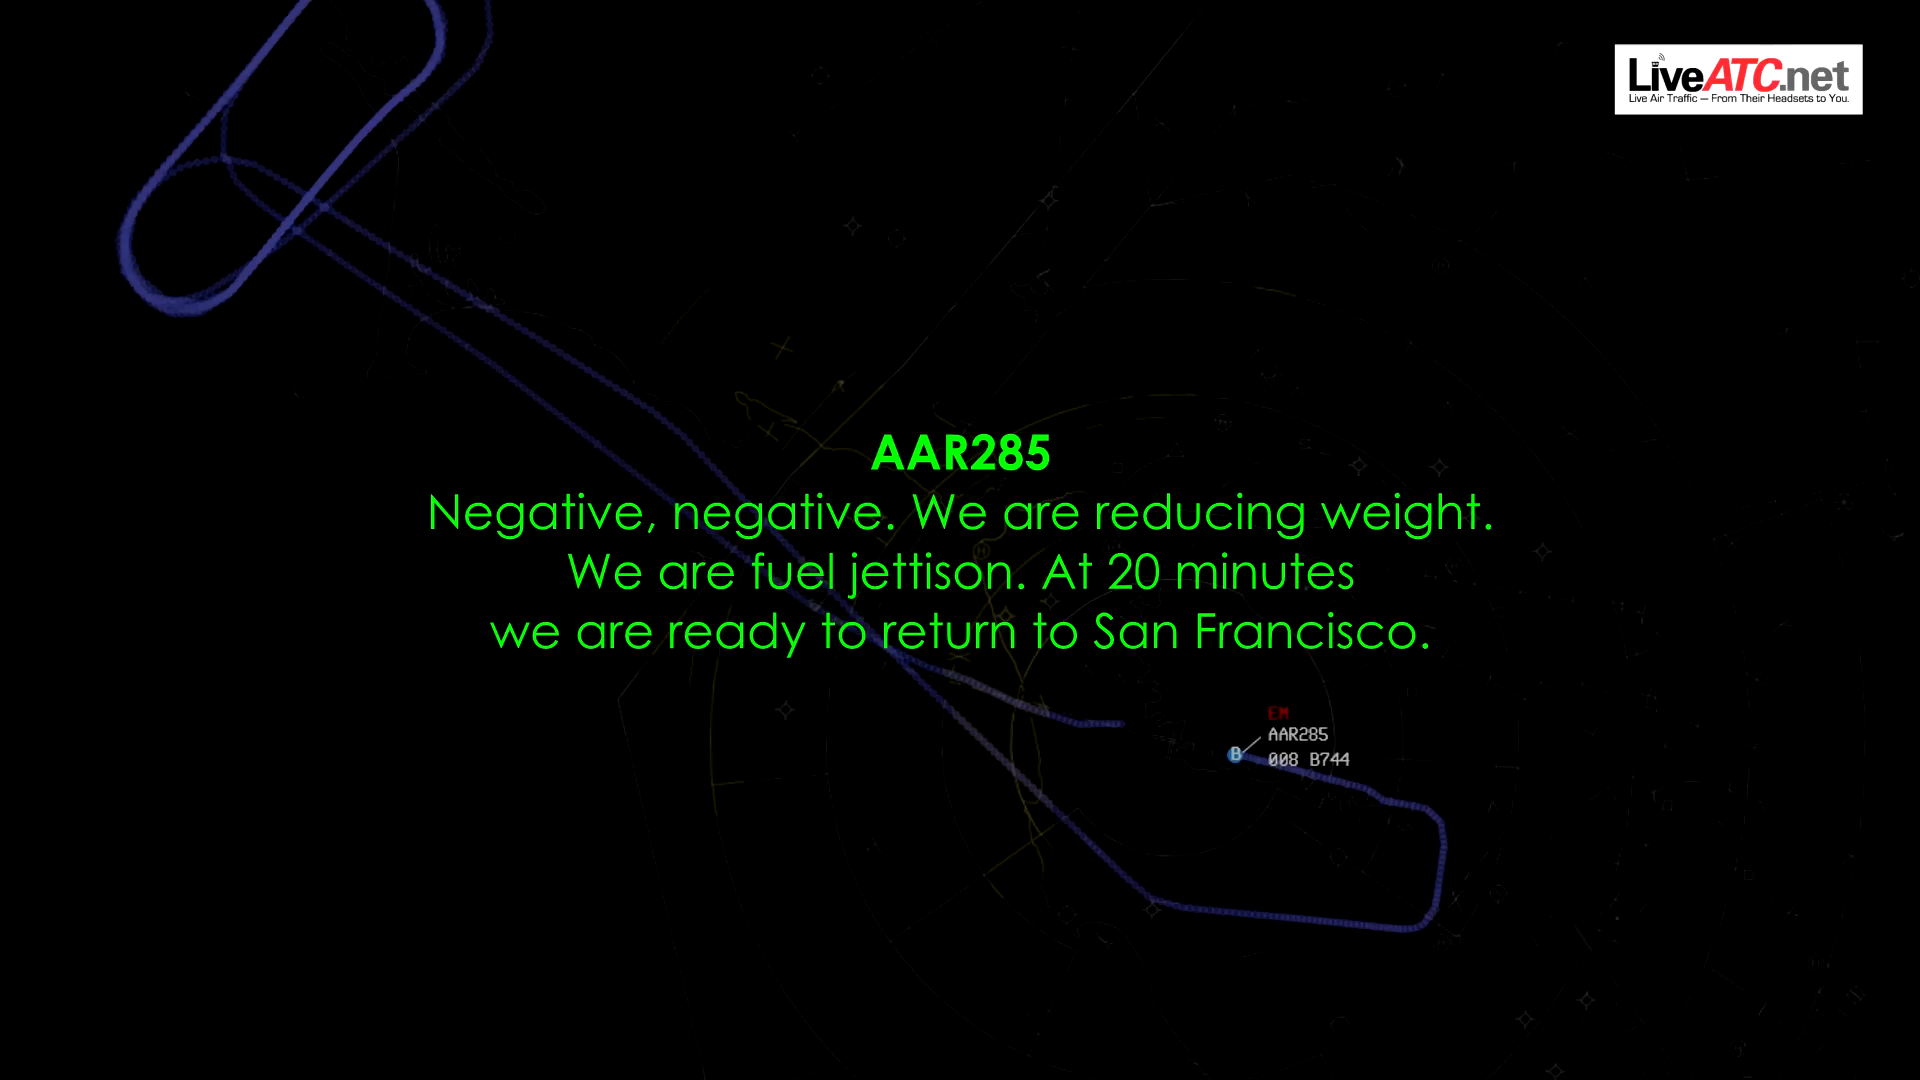 LiveATC.net
Live Air Traffic — From Their Headsets to You.
AAR285
Negative, negative. We are reducing weight.
We are fuel jettison. At 20 minutes
we are ready to return to San Francisco.
EM
AAR285
B
008 B744
H